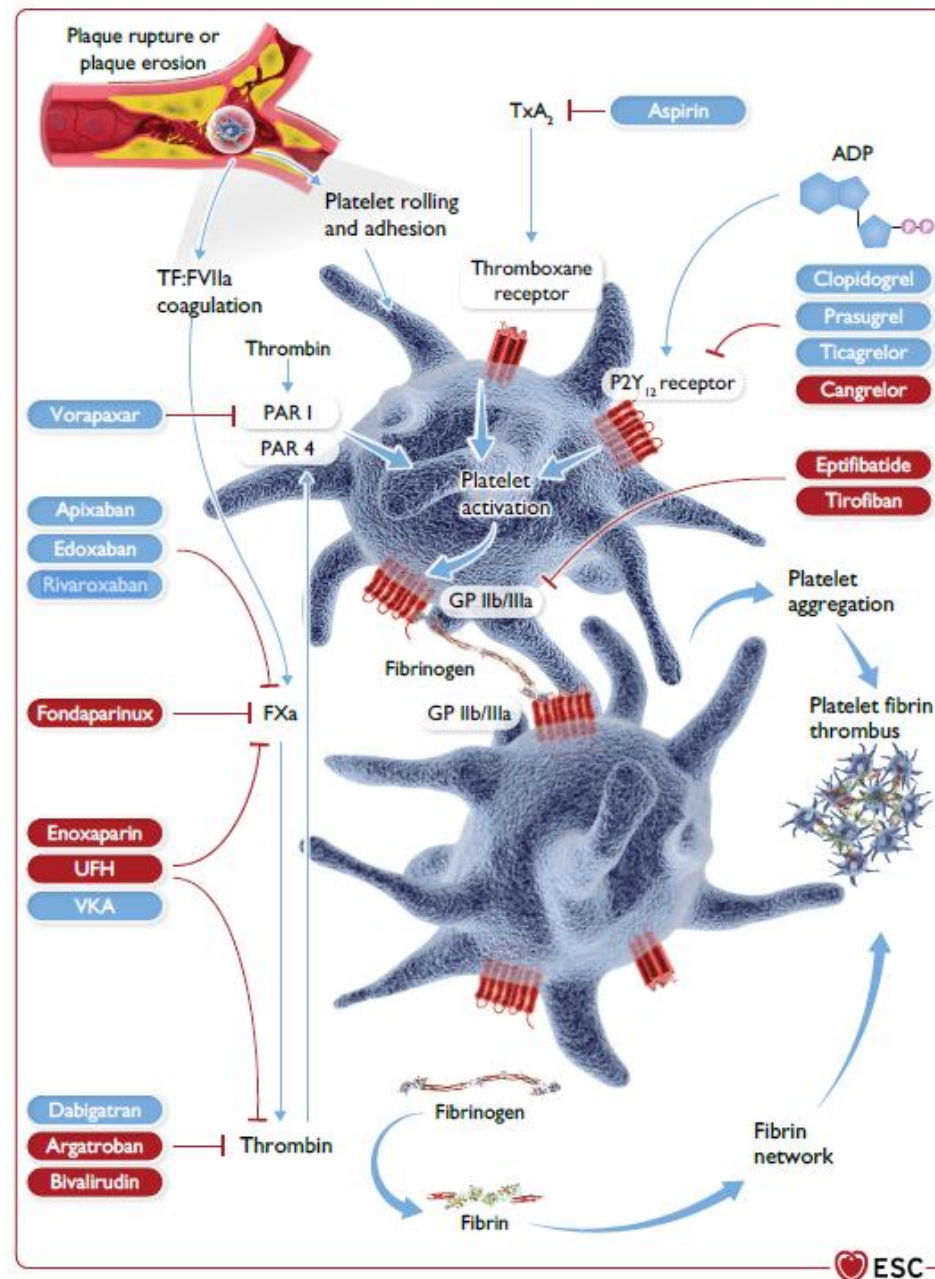 Plaque rupture or
plaque erosion
TxA₂
Aspirin
ADP
P P
Platelet rolling
and adhesion
Thromboxane
receptor
TF:FVIIa
coagulation
Clopidogrel
Prasugrel
Ticagrelor
Cangrelor
Thrombin
P2Y₁₂ receptor
Vorapaxar
PAR 1
PAR 4
Eptifibatide
Tirofiban
Platelet
activation
Apixaban
Edoxaban
Rivaroxaban
GP IIb/IIIa
Platelet
aggregation
Fibrinogen
GP IIb/IIIa
Fondaparinux
FXa
Platelet fibrin
thrombus
Enoxaparin
UFH
VKA
Dabigatran
Argatroban
Bivalirudin
Thrombin
Fibrinogen
Fibrin
network
Fibrin
ESC